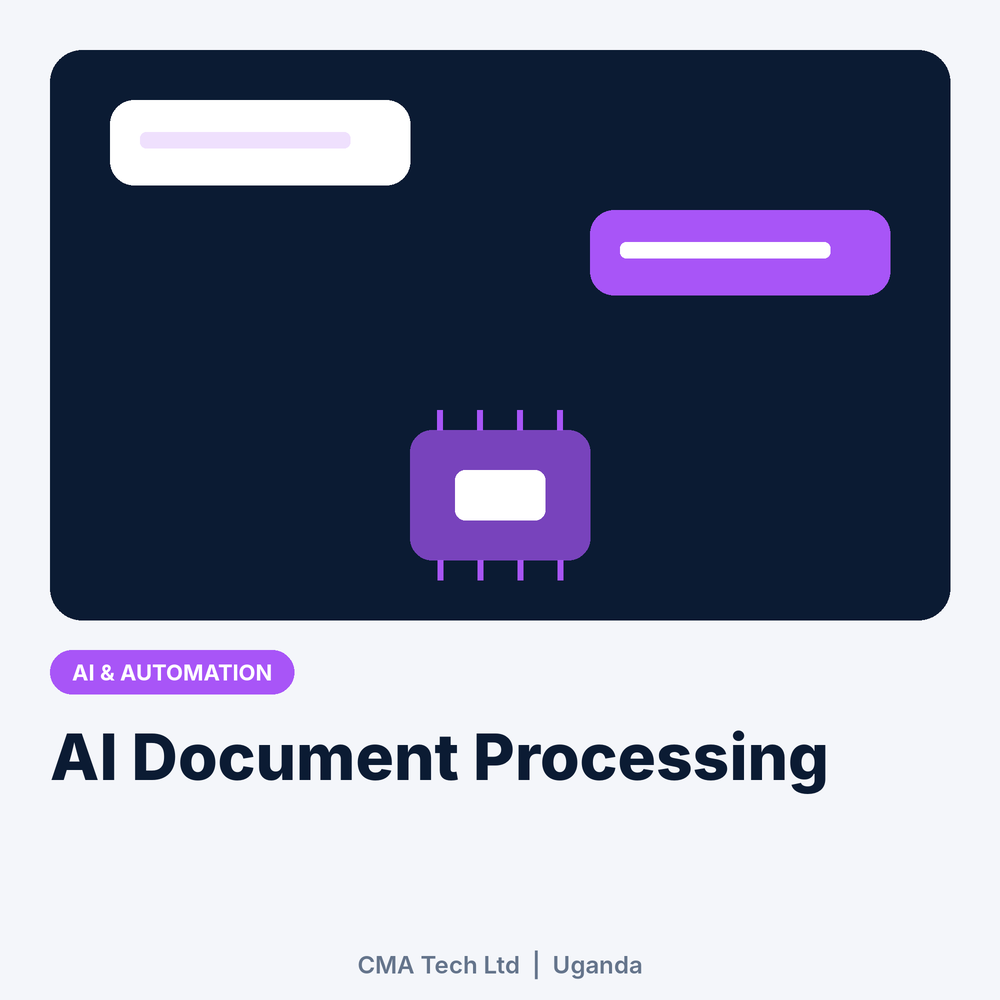 AI & AUTOMATION
AI Document Processing
CMA Tech Ltd | Uganda